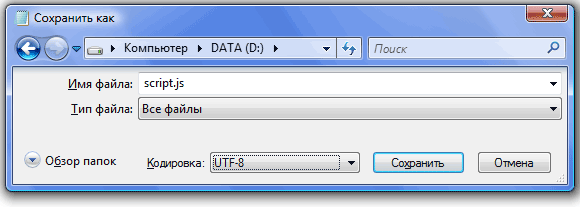 Сохранить как
Компьютер DATA (D:) Поиск
Имя файла: script.js
Тип файла: Все файлы
Обзор папок Кодировка: UTF-8 Сохранить Отмена